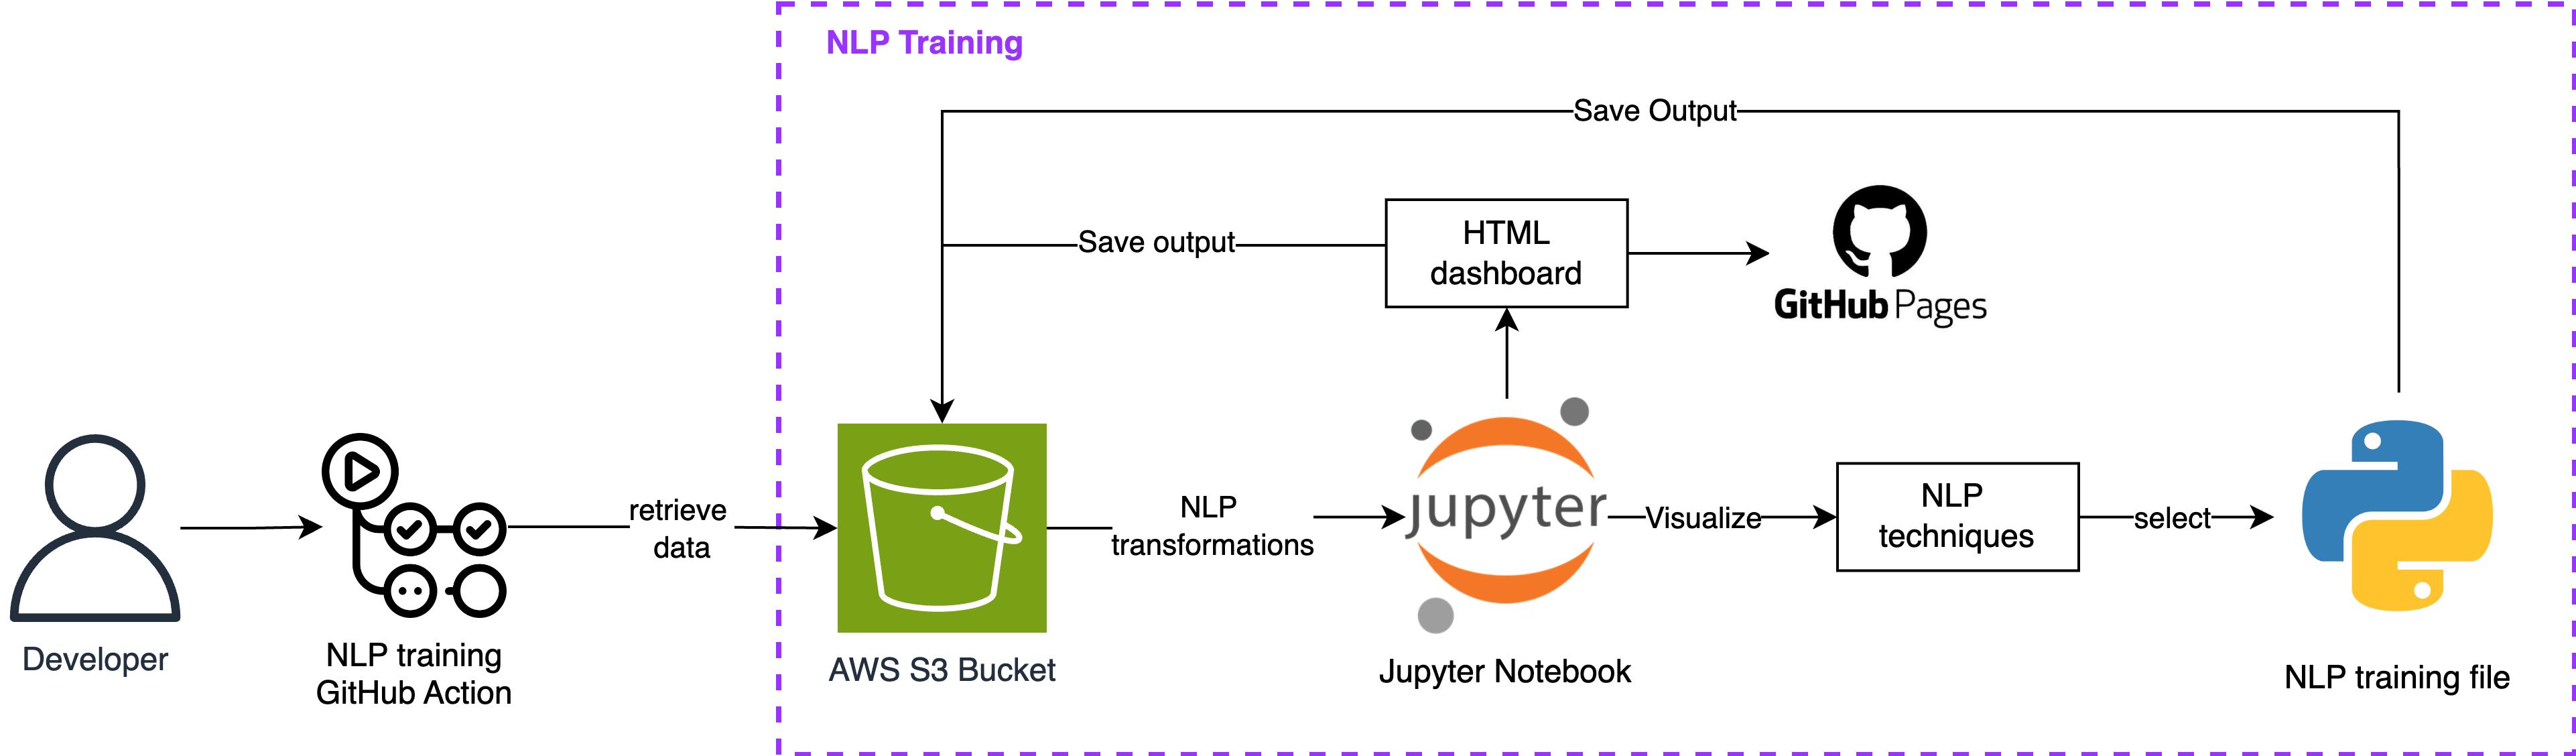 NLP Training
Save Output
Save output
HTML
dashboard
GitHub Pages
retrieve
data
NLP
transformations
jupyter
Visualize
NLP
techniques
select
Developer
NLP training
GitHub Action
AWS S3 Bucket
Jupyter Notebook
NLP training file